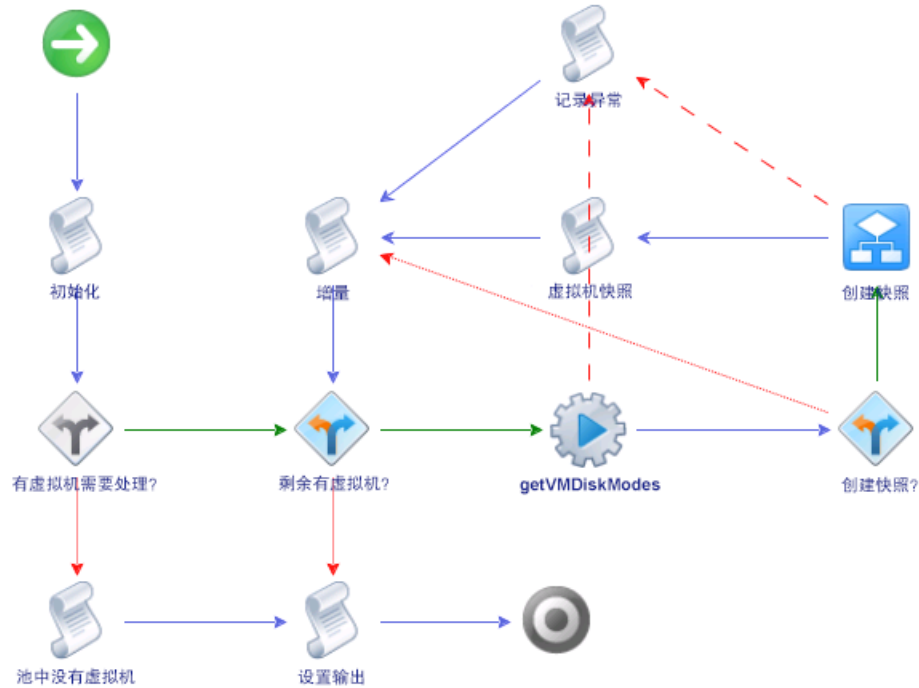 记录异常
初始化
增量
虚拟机快照
创建快照
有虚拟机需要处理?
剩余有虚拟机?
getVMDiskModes
创建快照?
池中没有虚拟机
设置输出